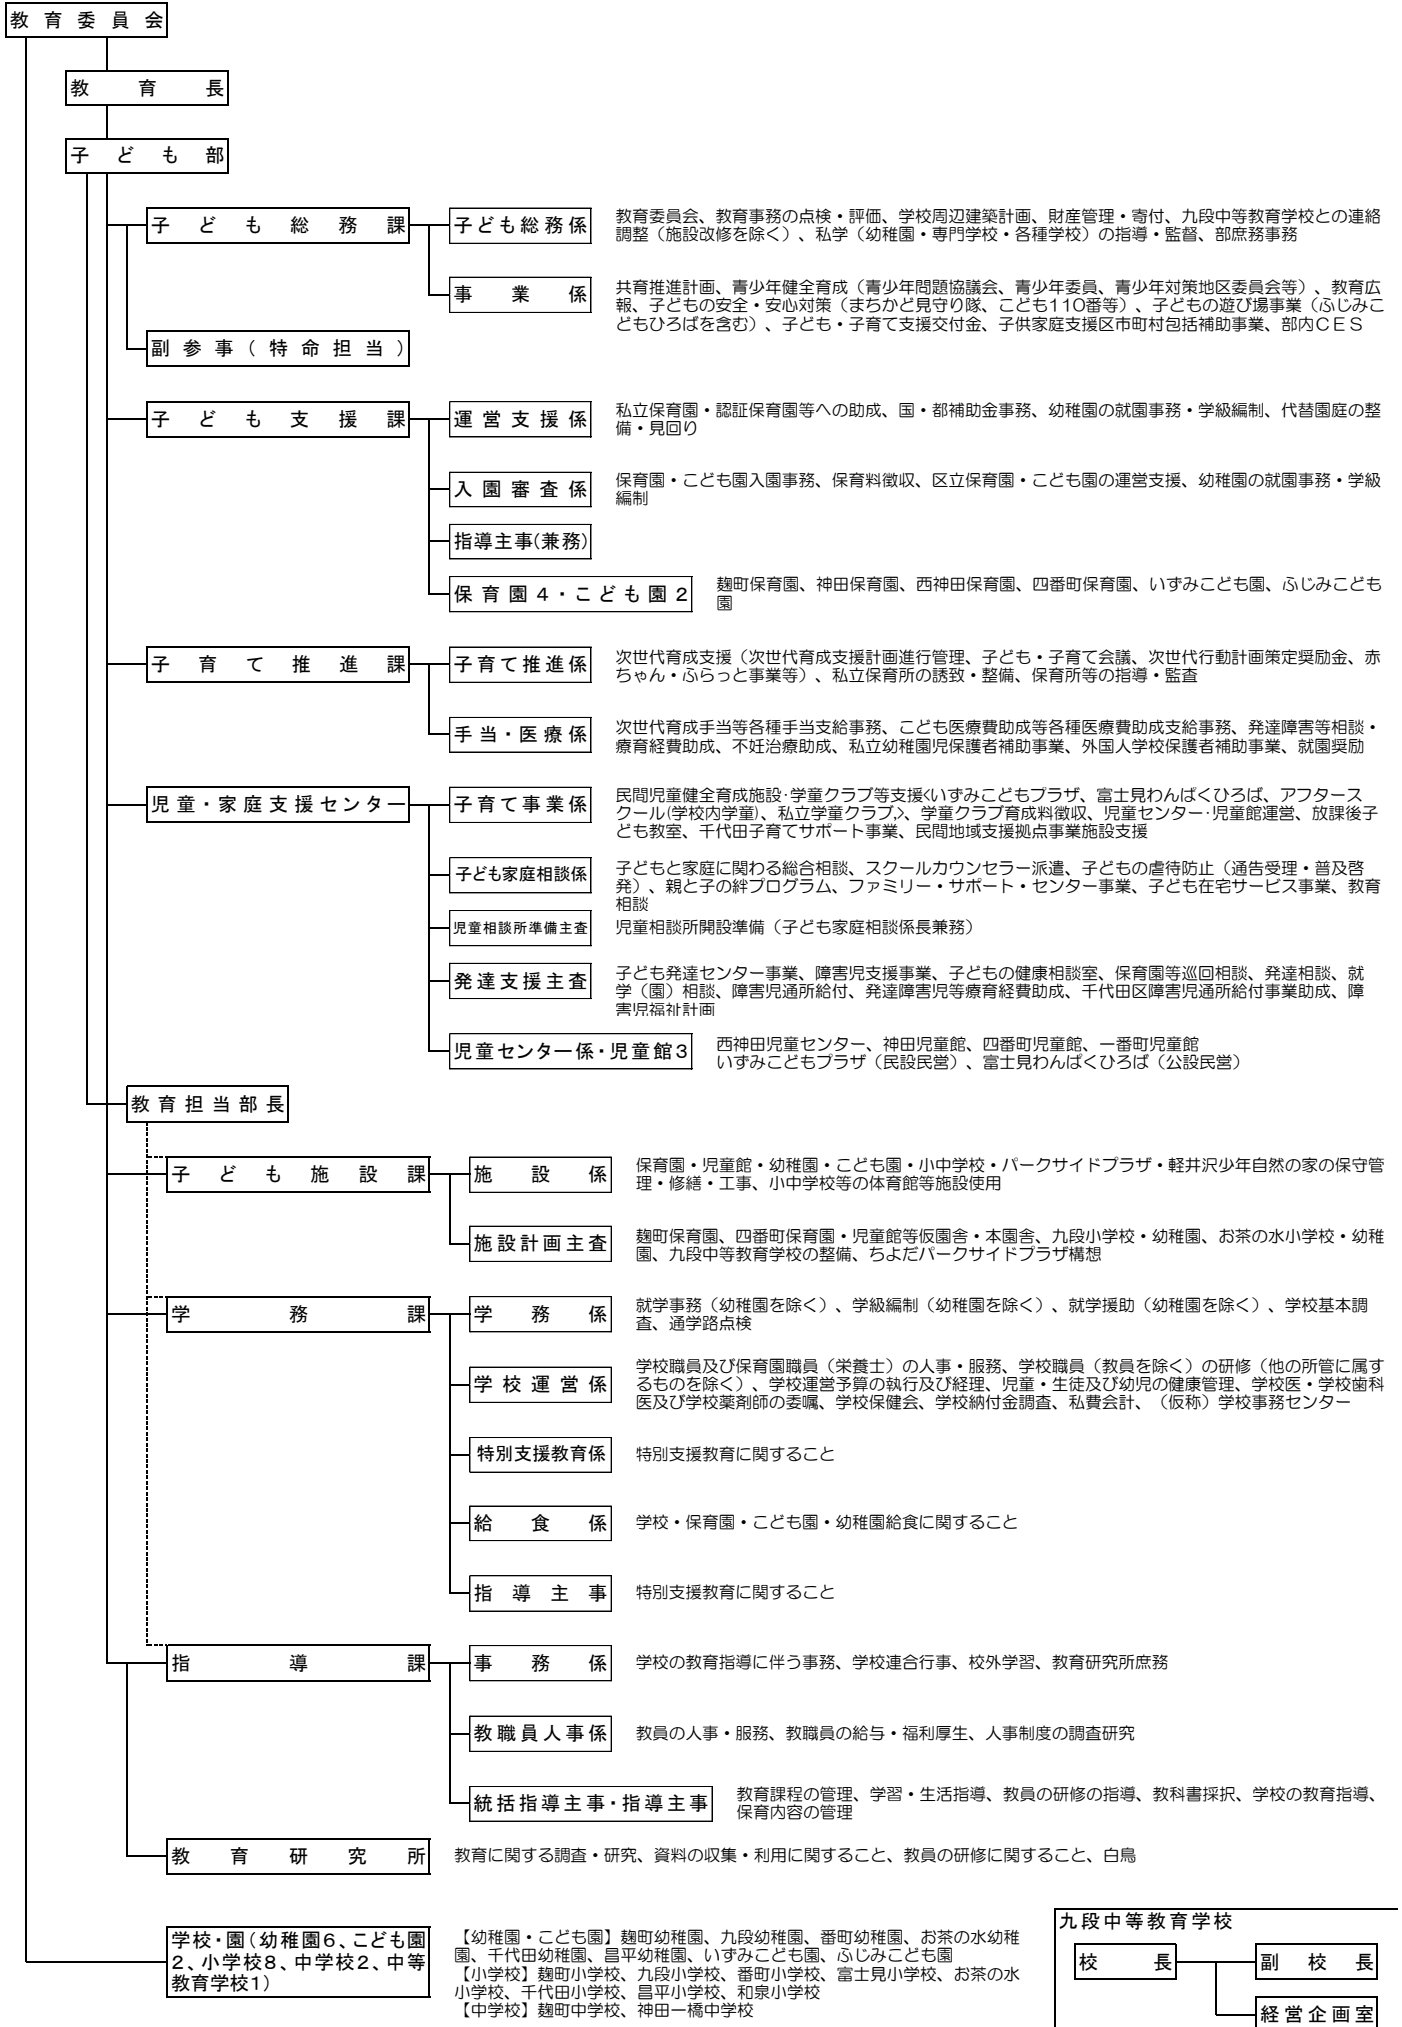 教育委員会
教育長
子ども部
子ども総務課
子ども総務係
教育委員会、教育事務の点検・評価、学校周辺建築計画、財産管理・寄付、九段中等教育学校との連絡
調整（施設改修を除く）、私学（幼稚園・専門学校・各種学校）の指導・監督、部庶務事務
事業係
共育推進計画、青少年健全育成（青少年問題協議会、青少年委員、青少年対策地区委員会等）、教育広
報、子どもの安全・安心対策（まちかど見守り隊、こども110番等）、子どもの遊び場事業（ふじみこ
どもひろばを含む）、子ども・子育て支援交付金、子供家庭支援区市町村包括補助事業、部内ＣＥＳ
副参事（特命担当）
子ども支援課
運営支援係
私立保育園・認証保育園等への助成、国・都補助金事務、幼稚園の就園事務・学級編制、代替園庭の整
備・見回り
入園審査係
保育園・こども園入園事務、保育料徴収、区立保育園・こども園の運営支援、幼稚園の就園事務・学級
編制
指導主事(兼務)
保育園４・こども園２
麹町保育園、神田保育園、西神田保育園、四番町保育園、いずみこども園、ふじみこども
園
子育て推進課
子育て推進係
次世代育成支援（次世代育成支援計画進行管理、子ども・子育て会議、次世代行動計画策定奨励金、赤
ちゃん・ふらっと事業等）、私立保育所の誘致・整備、保育所等の指導・監査
手当・医療係
次世代育成手当等各種手当支給事務、こども医療費助成等各種医療費助成支給事務、発達障害等相談・
療育経費助成、不妊治療助成、私立幼稚園児保護者補助事業、外国人学校保護者補助事業、就園奨励
児童・家庭支援センター
子育て事業係
民間児童健全育成施設・学童クラブ等支援<いずみこどもプラザ、富士見わんぱくひろば、アフタース
クール(学校内学童)、私立学童クラブ>、学童クラブ育成料徴収、児童センター・児童館運営、放課後子
ども教室、千代田子育てサポート事業、民間地域支援拠点事業施設支援
子ども家庭相談係
子どもと家庭に関わる総合相談、スクールカウンセラー派遣、子どもの虐待防止（通告受理・普及啓
発）、親と子の絆プログラム、ファミリー・サポート・センター事業、子ども在宅サービス事業、教育
相談
児童相談所準備主査
児童相談所開設準備（子ども家庭相談係長兼務）
発達支援主査
子ども発達センター事業、障害児支援事業、子どもの健康相談室、保育園等巡回相談、発達相談、就
学（園）相談、障害児通所給付、発達障害児等療育経費助成、千代田区障害児通所給付事業助成、障
害児福祉計画
児童センター係・児童館３
西神田児童センター、神田児童館、四番町児童館、一番町児童館
いずみこどもプラザ（民設民営）、富士見わんぱくひろば（公設民営）
教育担当部長
子ども施設課
施設係
保育園・児童館・幼稚園・こども園・小中学校・パークサイドプラザ・軽井沢少年自然の家の保守管
理・修繕・工事、小中学校等の体育館等施設使用
施設計画主査
麹町保育園、四番町保育園・児童館等仮園舎・本園舎、九段小学校・幼稚園、お茶の水小学校・幼稚
園、九段中等教育学校の整備、ちよだパークサイドプラザ構想
学務課
学務係
就学事務（幼稚園を除く）、学級編制（幼稚園を除く）、就学援助（幼稚園を除く）、学校基本調
査、通学路点検
学校運営係
学校職員及び保育園職員（栄養士）の人事・服務、学校職員（教員を除く）の研修（他の所管に属す
るものを除く）、学校運営予算の執行及び経理、児童・生徒及び幼児の健康管理、学校医・学校歯科
医及び学校薬剤師の委嘱、学校保健会、学校納付金調査、私費会計、（仮称）学校事務センター
特別支援教育係
特別支援教育に関すること
給食係
学校・保育園・こども園・幼稚園給食に関すること
指導主事
特別支援教育に関すること
指導課
事務係
学校の教育指導に伴う事務、学校連合行事、校外学習、教育研究所庶務
教職員人事係
教員の人事・服務、教職員の給与・福利厚生、人事制度の調査研究
統括指導主事・指導主事
教育課程の管理、学習・生活指導、教員の研修の指導、教科書採択、学校の教育指導、
保育内容の管理
教育研究所
教育に関する調査・研究、資料の収集・利用に関すること、教員の研修に関すること、白鳥
学校・園（幼稚園6、こども園
2、小学校8、中学校2、中等
教育学校1）
【幼稚園・こども園】麹町幼稚園、九段幼稚園、番町幼稚園、お茶の水幼稚
園、千代田幼稚園、昌平幼稚園、いずみこども園、ふじみこども園
【小学校】麹町小学校、九段小学校、番町小学校、富士見小学校、お茶の水
小学校、千代田小学校、昌平小学校、和泉小学校
【中学校】麹町中学校、神田一橋中学校
九段中等教育学校
校長
副校長
経営企画室